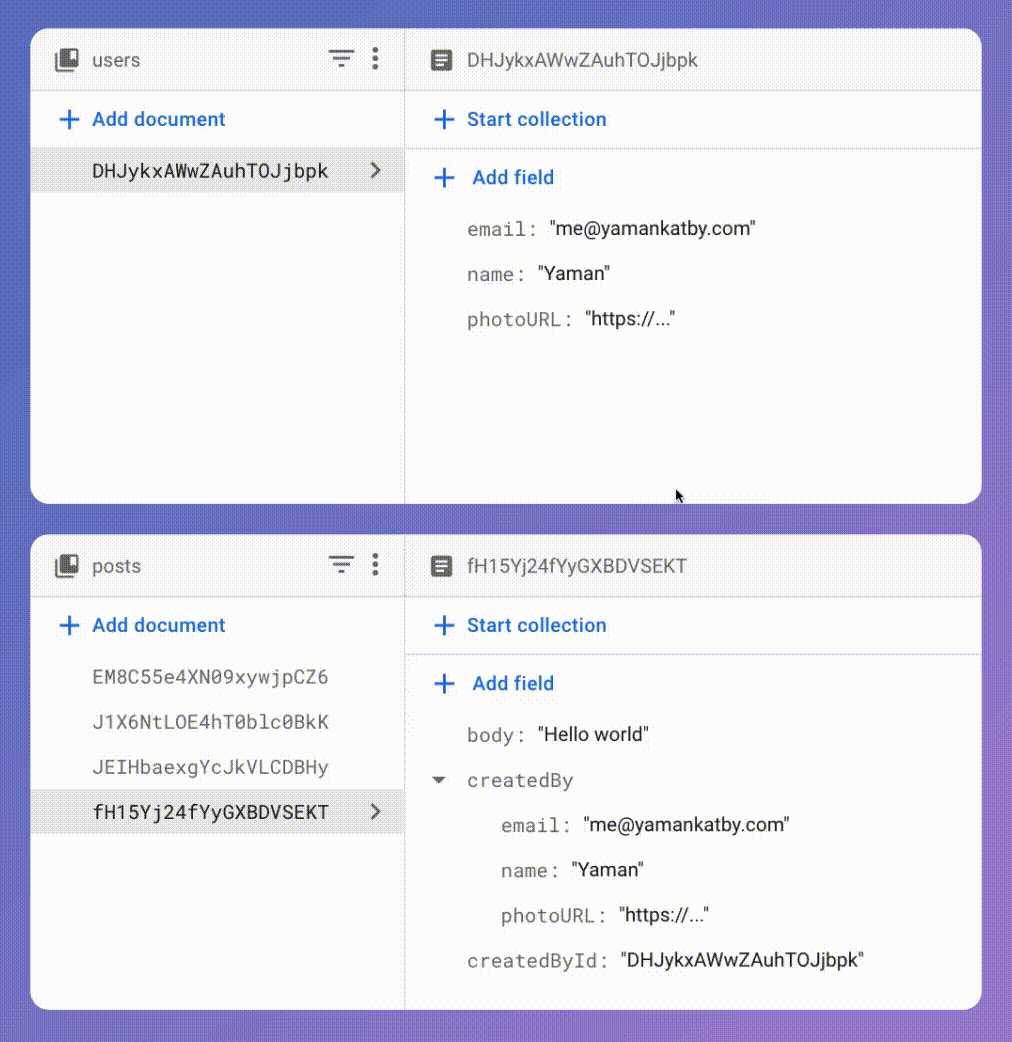 users
DHJykxAWwZAuhTOJjbpk
Add document
Start collection
DHJykxAWwZAuhTOJjbpk
Add field
email: "me@yamankatby.com"
name: "Yaman"
photoURL: "https://..."
posts
fH15Yj24fYyGXBDVSEKT
Add document
Start collection
EM8C55e4XN09xywjpCZ6
J1X6NtLOE4hT0blc0BkK
JEIHbaexgYcJkVLCDBHy
fH15Yj24fYyGXBDVSEKT
Add field
body: "Hello world"
createdBy
email: "me@yamankatby.com"
name: "Yaman"
photoURL: "https://..."
createdById: "DHJykxAWwZAuhTOJjbpk"